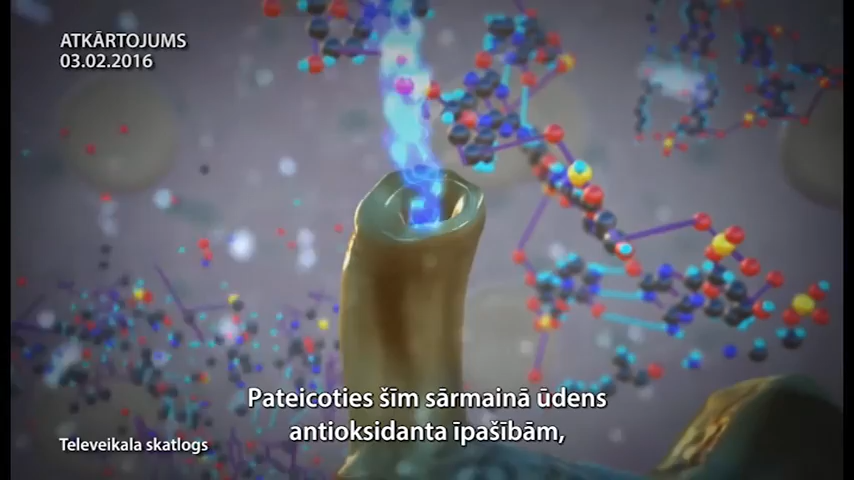 ATKĀRTOJUMS
03.02.2016
Pateicoties šīm sārmainā ūdens
antioksidanta īpašībām,
Televeikala skatlogs